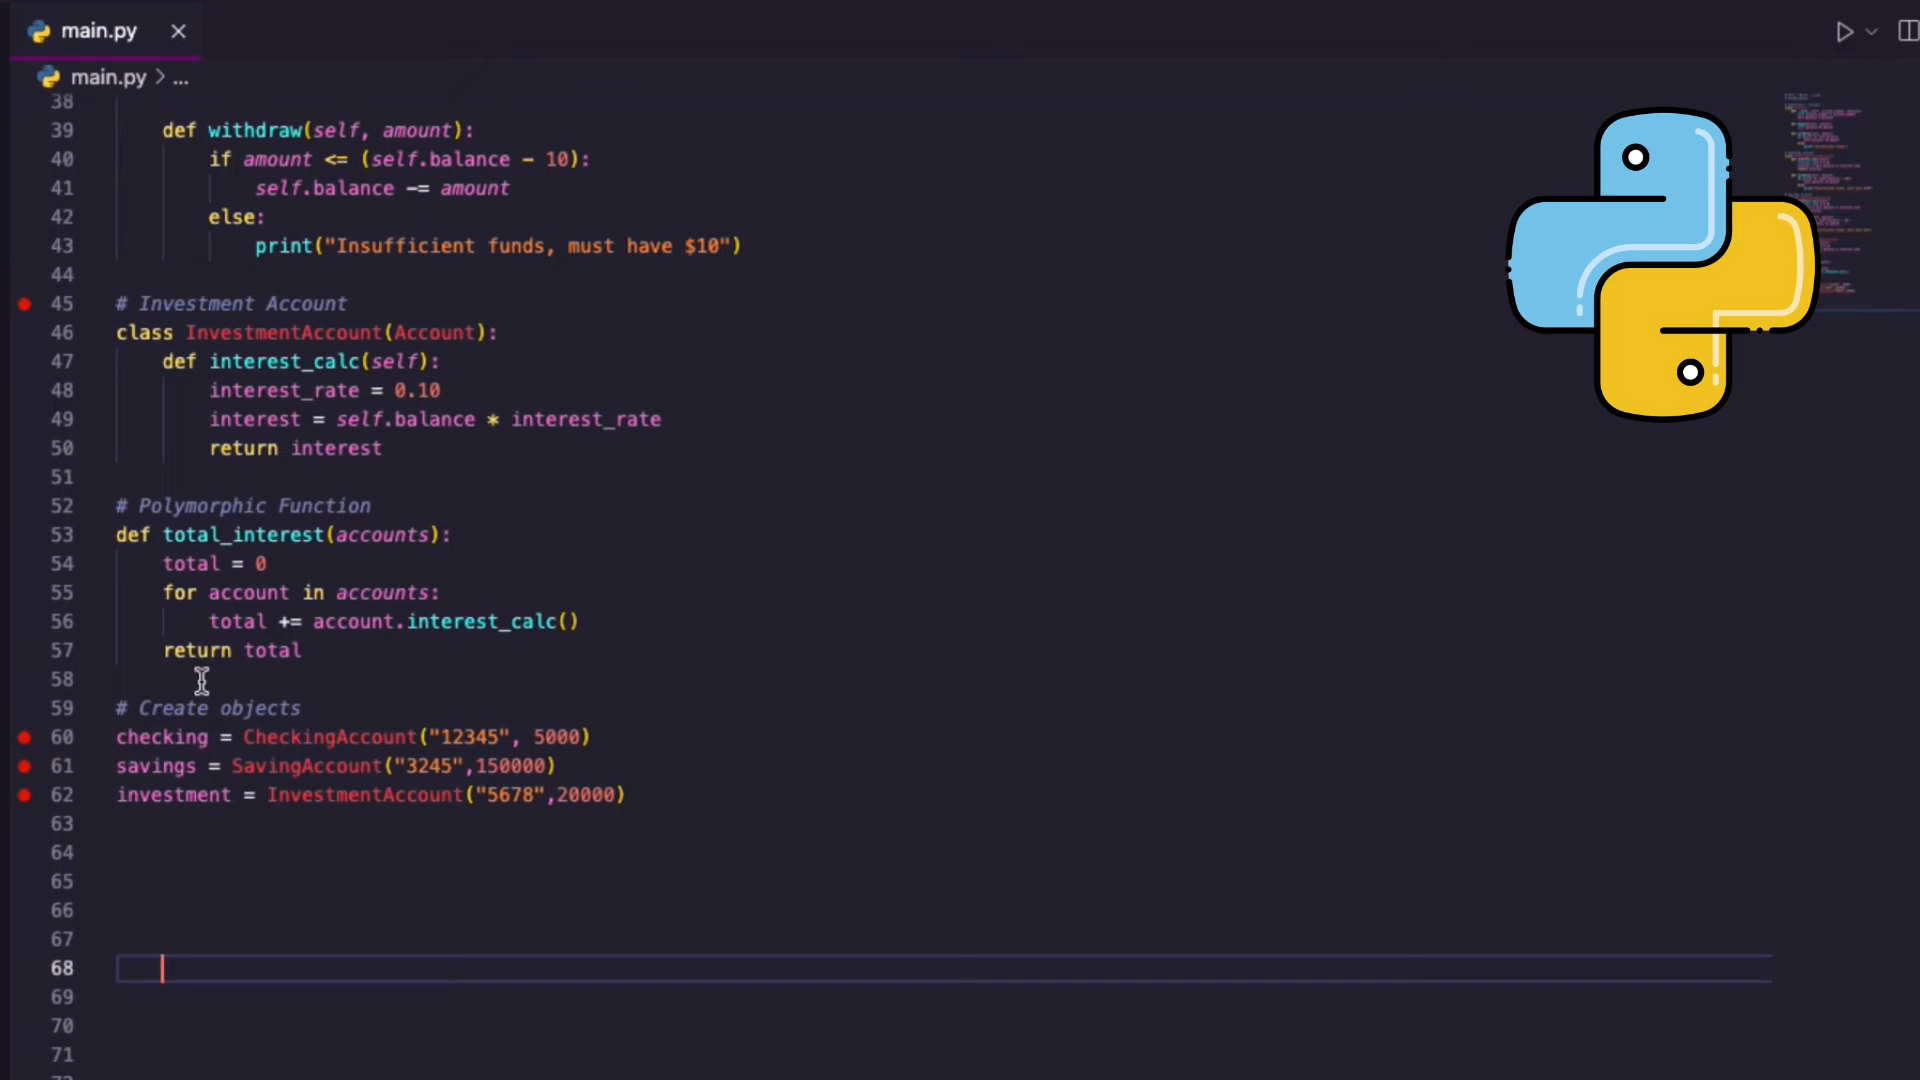 main.py
main.py > ...
38
39 def withdraw(self, amount):
40 if amount <= (self.balance - 10):
41 self.balance -= amount
42 else:
43 print("Insufficient funds, must have $10")
44
45 # Investment Account
46 class InvestmentAccount(Account):
47 def interest_calc(self):
48 interest_rate = 0.10
49 interest = self.balance * interest_rate
50 return interest
51
52 # Polymorphic Function
53 def total_interest(accounts):
54 total = 0
55 for account in accounts:
56 total += account.interest_calc()
57 return total
58
59 # Create objects
60 checking = CheckingAccount("12345", 5000)
61 savings = SavingAccount("3245",150000)
62 investment = InvestmentAccount("5678",20000)
63
64
65
66
67
68
69
70
71